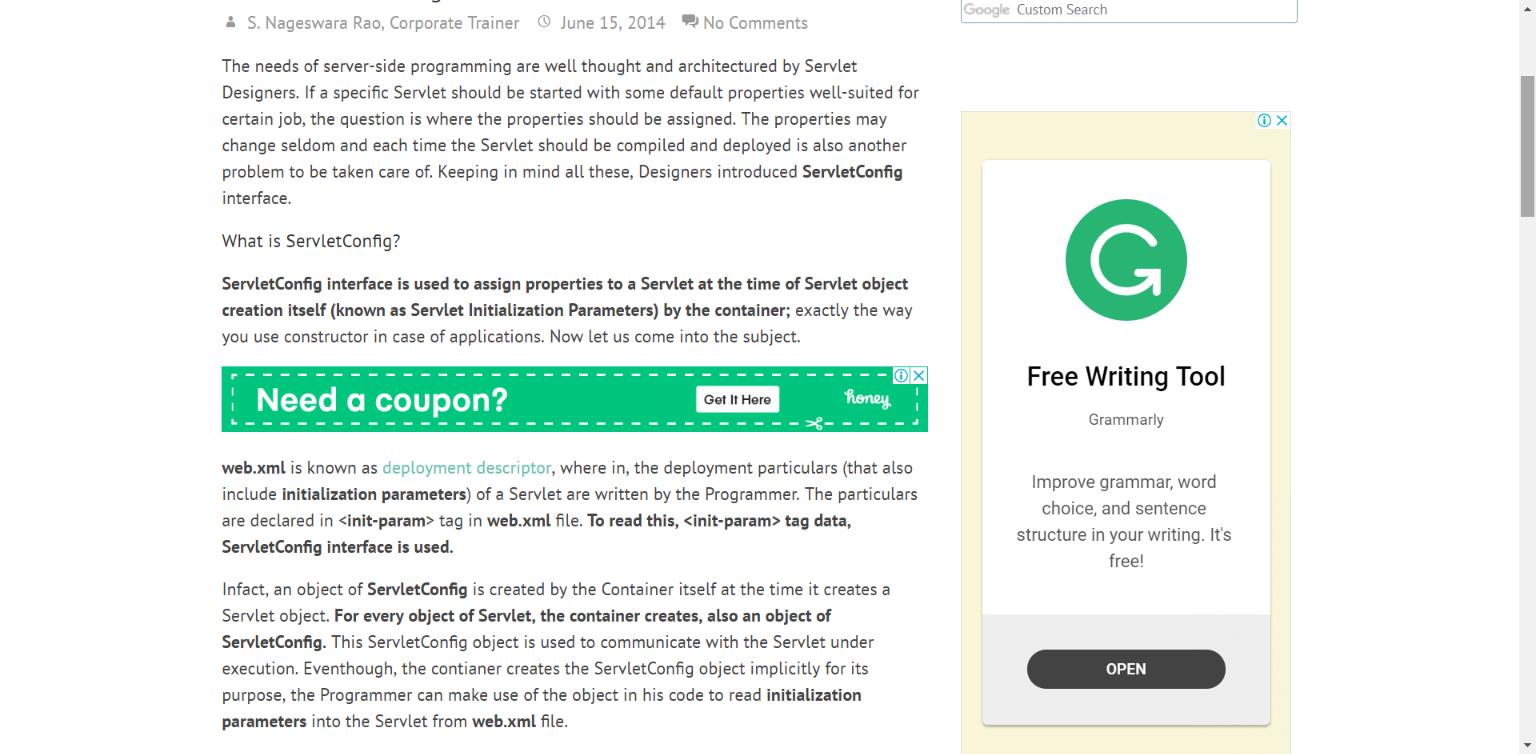 S. Nageswara Rao, Corporate Trainer June 15, 2014 No Comments
The needs of server-side programming are well thought and architectured by Servlet
Designers. If a specific Servlet should be started with some default properties well-suited for
certain job, the question is where the properties should be assigned. The properties may
change seldom and each time the Servlet should be compiled and deployed is also another
problem to be taken care of. Keeping in mind all these, Designers introduced ServletConfig
interface.
What is ServletConfig?
ServletConfig interface is used to assign properties to a Servlet at the time of Servlet object
creation itself (known as Servlet Initialization Parameters) by the container; exactly the way
you use constructor in case of applications. Now let us come into the subject.
Need a coupon?
Get It Here
honey
web.xml is known as deployment descriptor, where in, the deployment particulars (that also
include initialization parameters) of a Servlet are written by the Programmer. The particulars
are declared in <init-param> tag in web.xml file. To read this, <init-param> tag data,
ServletConfig interface is used.
Infact, an object of ServletConfig is created by the Container itself at the time it creates a
Servlet object. For every object of Servlet, the container creates, also an object of
ServletConfig. This ServletConfig object is used to communicate with the Servlet under
execution. Eventhough, the contianer creates the ServletConfig object implicitly for its
purpose, the Programmer can make use of the object in his code to read initialization
parameters into the Servlet from web.xml file.
Google Custom Search
G
Free Writing Tool
Grammarly
Improve grammar, word
choice, and sentence
structure in your writing. It's
free!
OPEN